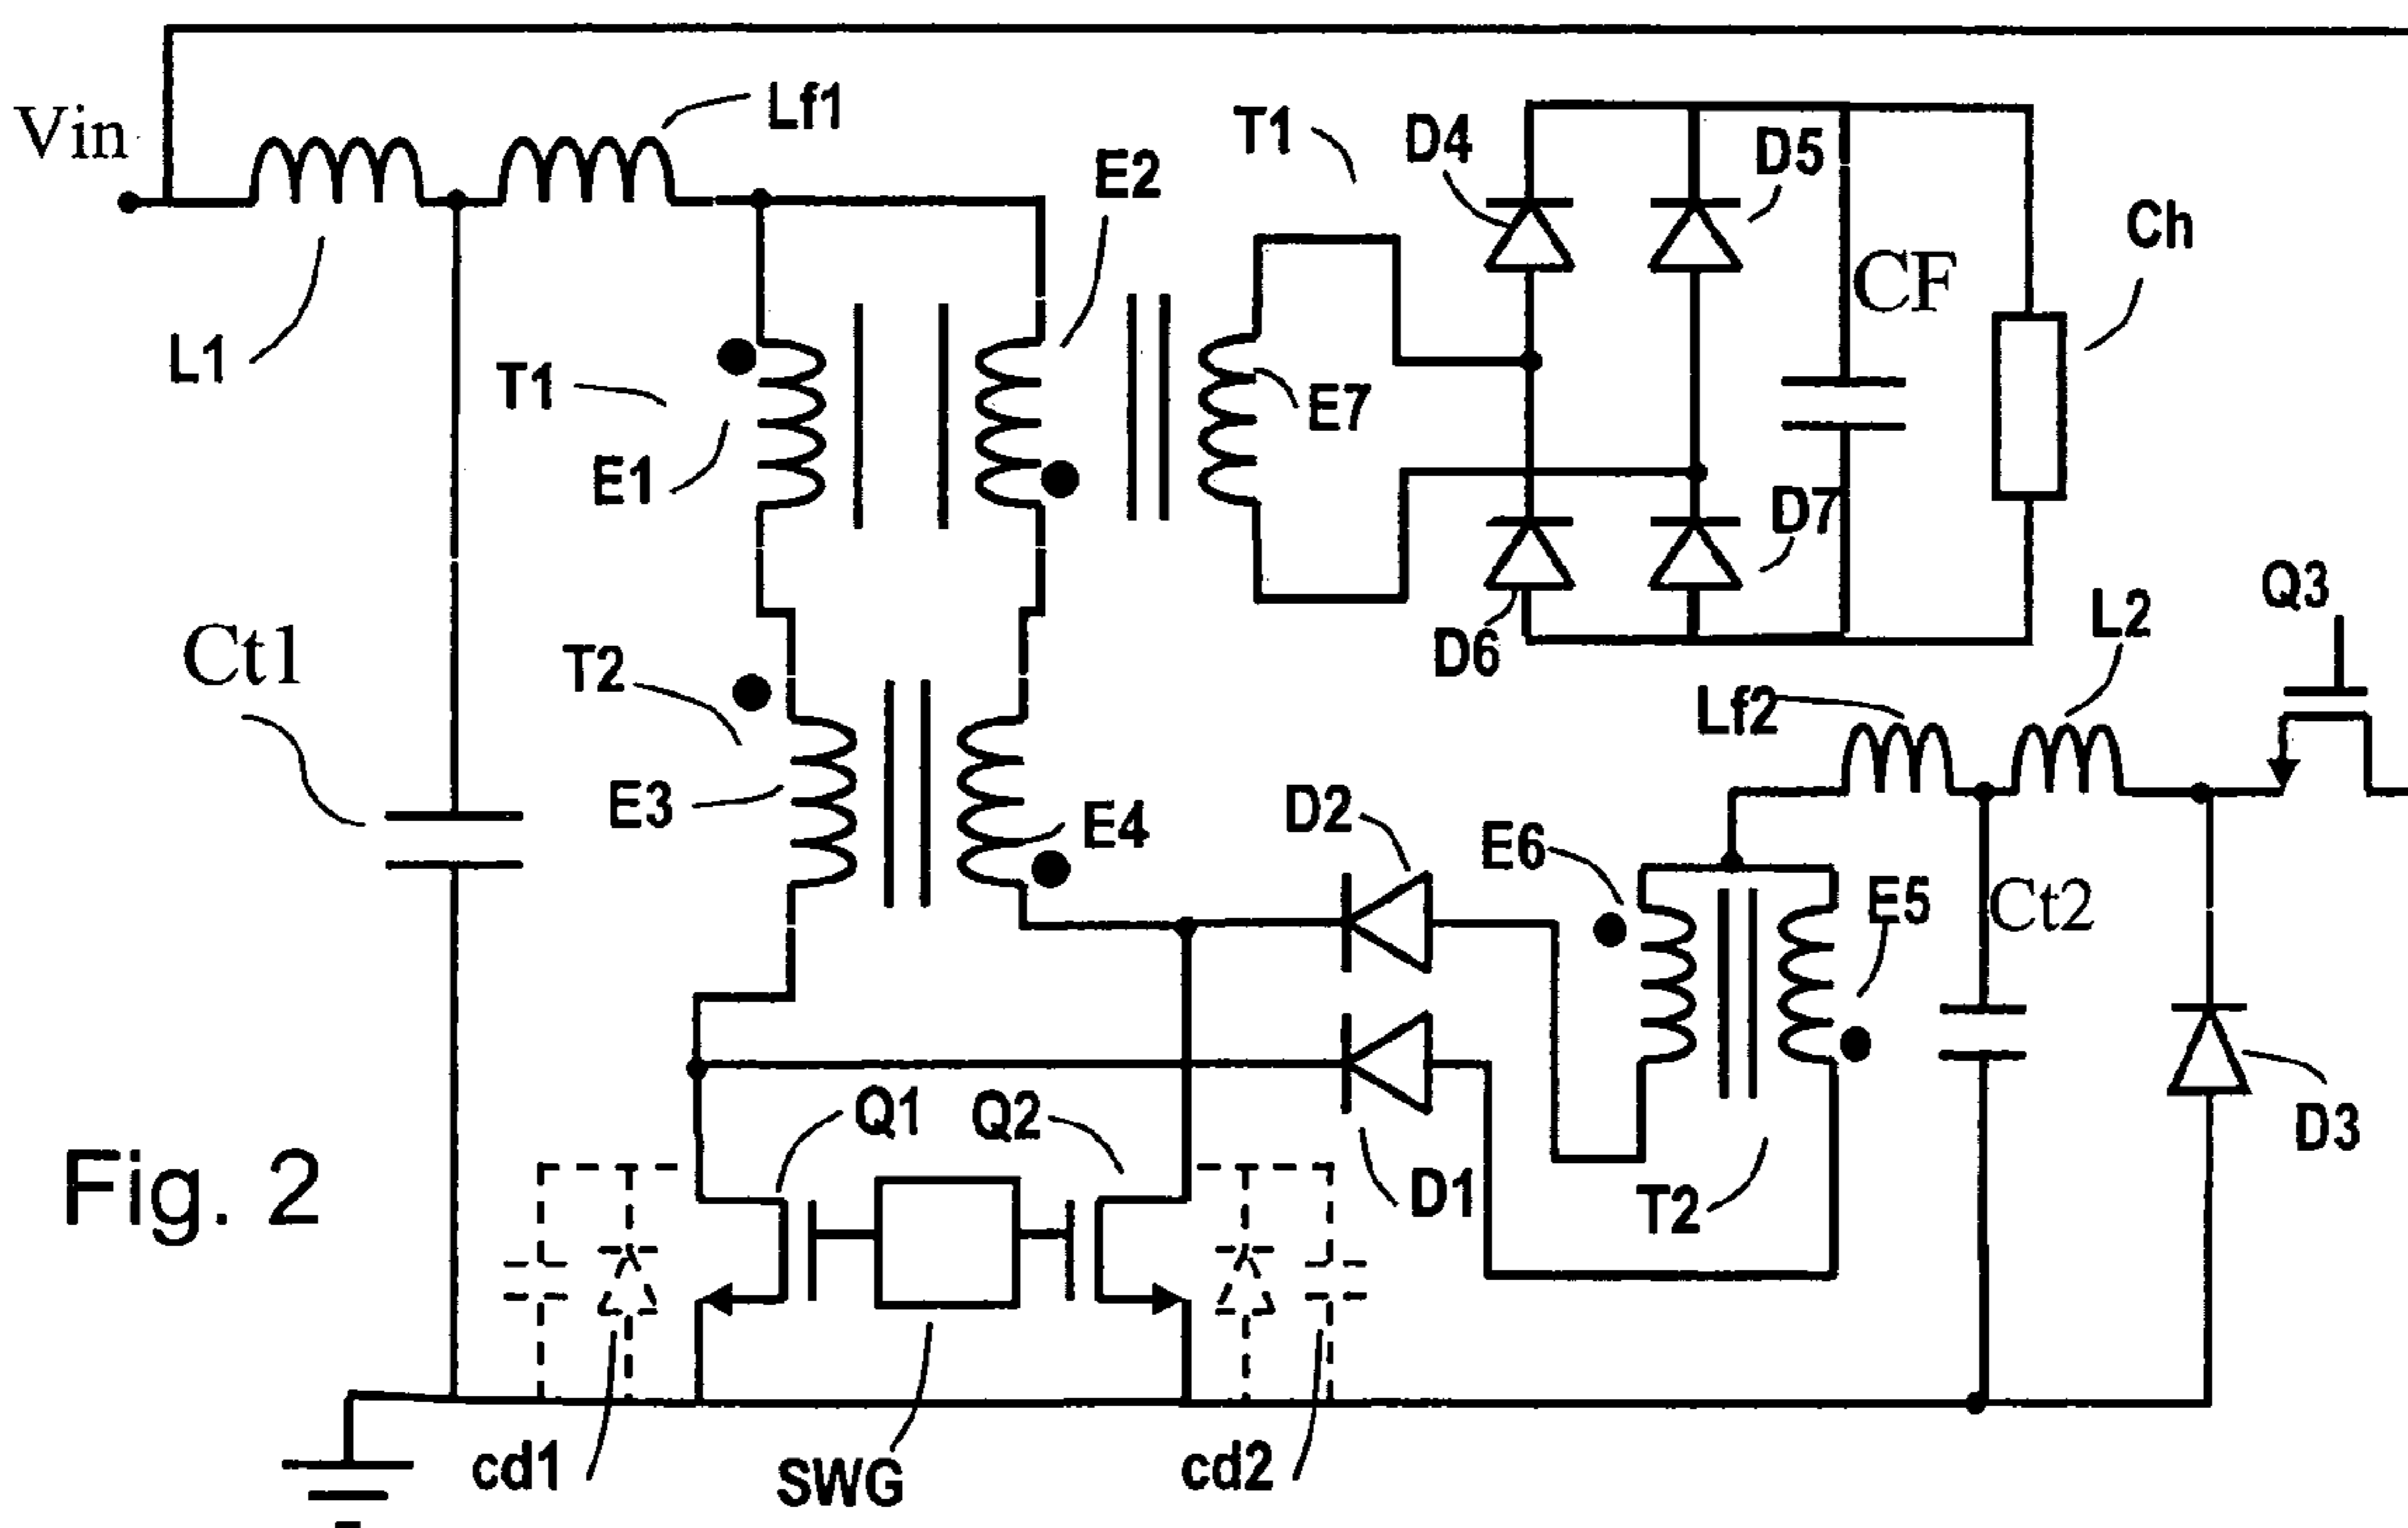 Vin
Lf1
T1
D4
D5
E2
Ch
CF
L1
T1
E7
E1
D7
Q3
L2
Ct1
T2
D6
Lf2
E3
E4
D2
E6
E5
Ct2
Q1
Q2
D3
Fig. 2
D1
T2
cd1
SWG
cd2